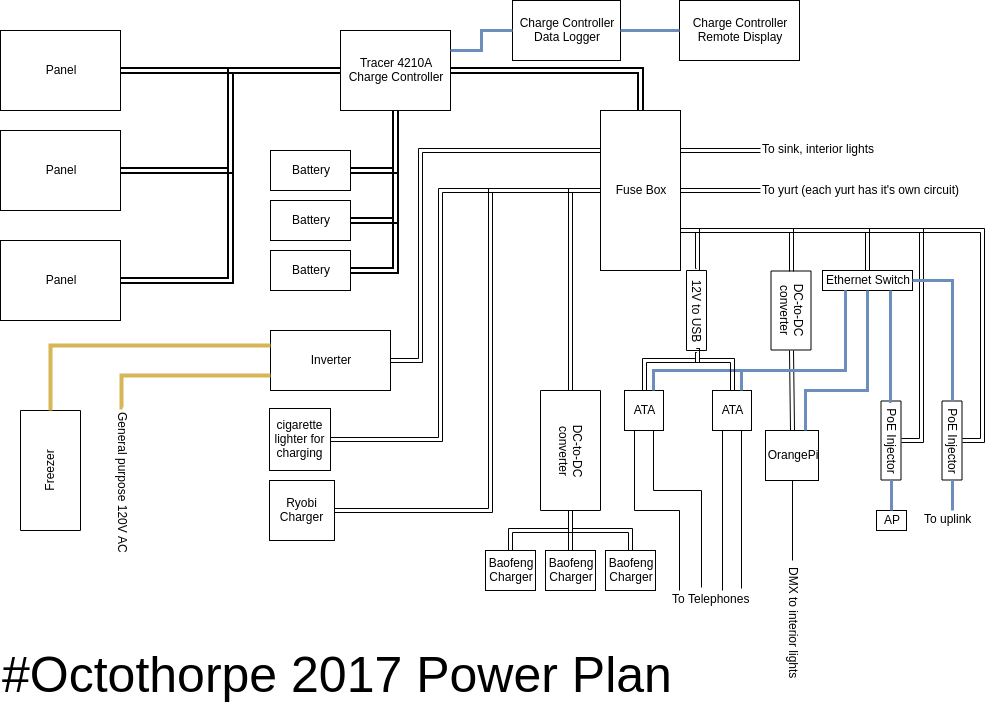 Charge Controller
Data Logger
Charge Controller
Remote Display
Panel
Tracer 4210A
Charge Controller
Panel
Battery
Battery
Battery
Panel
Fuse Box
To sink, interior lights
To yurt (each yurt has it's own circuit)
12V to USB
DC-to-DC
converter
Ethernet Switch
Inverter
Freezer
General purpose 120V AC
cigarette
lighter for
charging
Ryobi
Charger
DC-to-DC
converter
ATA
ATA
OrangePi
PoE Injector
PoE Injector
AP
To uplink
Baofeng
Charger
Baofeng
Charger
Baofeng
Charger
To Telephones
DMX to interior lights
#Octothorpe 2017 Power Plan